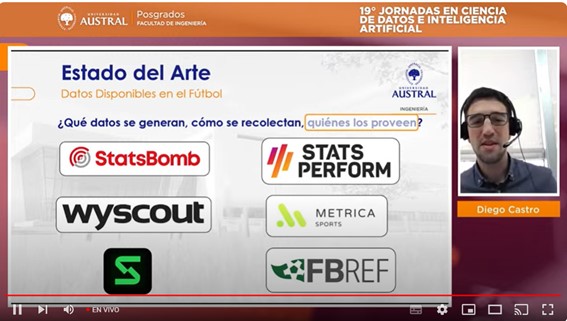 UNIVERSIDAD
AUSTRAL
Posgrados
FACULTAD DE INGENIERÍA
19° JORNADAS EN CIENCIA
DE DATOS E INTELIGENCIA
ARTIFICIAL
Estado del Arte
Datos Disponibles en el Fútbol
UNIVERSIDAD
AUSTRAL
INGENIERÍA
¿Qué datos se generan, cómo se recolectan, quiénes los proveen?
StatsBomb
STATS
PERFORM
wyscout
METRICA
SPORTS
S
FBREF
Diego Castro
EN VIVO